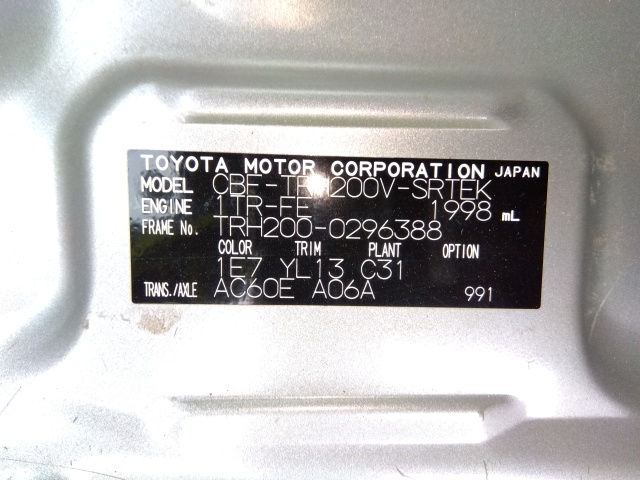 TOYOTA MOTOR CORPORATION JAPAN
MODEL CBF-TRH200V-SRTEK
ENGINE 1TR-FE 1998 mL
FRAME No. TRH200-0296388
COLOR TRIM PLANT OPTION
1E7 YL13 C31
TRANS./AXLE AC60E A06A 991